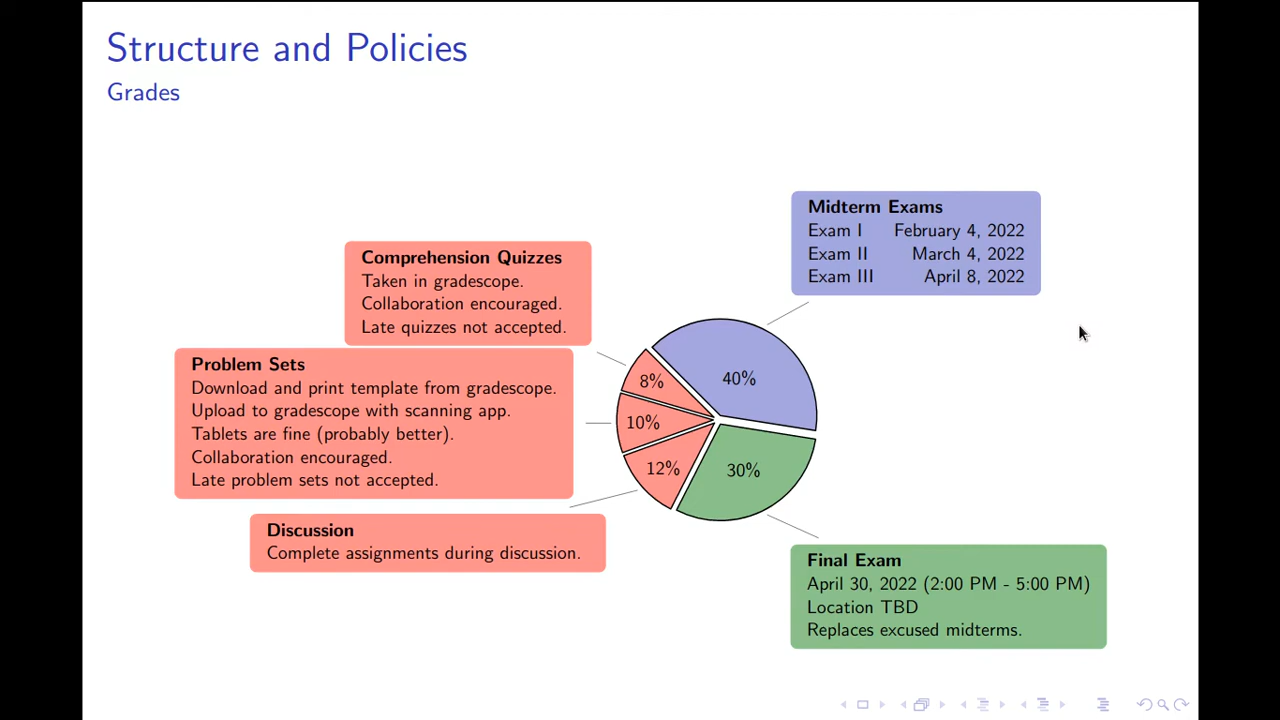 Structure and Policies
Grades
Midterm Exams
Exam I February 4, 2022
Exam II March 4, 2022
Exam III April 8, 2022
Comprehension Quizzes
Taken in gradescope.
Collaboration encouraged.
Late quizzes not accepted.
Problem Sets
Download and print template from gradescope.
Upload to gradescope with scanning app.
Tablets are fine (probably better).
Collaboration encouraged.
Late problem sets not accepted.
Discussion
Complete assignments during discussion.
40%
8%
10%
12%
30%
Final Exam
April 30, 2022 (2:00 PM - 5:00 PM)
Location TBD
Replaces excused midterms.